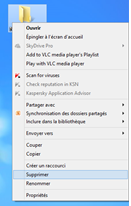 Ouvrir
Épingler à l'écran d'accueil
SkyDrive Pro
Add to VLC media player's Playlist
Play with VLC media player
Scan for viruses
Check reputation in KSN
Kaspersky Application Advisor
Partager avec
Synchronisation des dossiers partagés
Inclure dans la bibliothèque
Envoyer vers
Couper
Copier
Créer un raccourci
Supprimer
Renommer
Propriétés